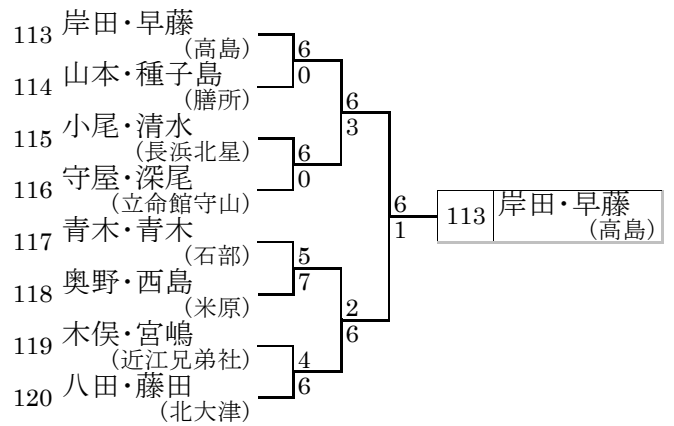 113 岸田・早藤
(高島)
6
0
114 山本・種子島
(膳所)
6
3
115 小尾・清水
(長浜北星)
6
0
116 守屋・深尾
(立命館守山)
6
1
113 岸田・早藤
(高島)
117 青木・青木
(石部)
5
7
118 奥野・西島
(米原)
2
6
119 木俣・宮嶋
(近江兄弟社)
4
6
120 八田・藤田
(北大津)